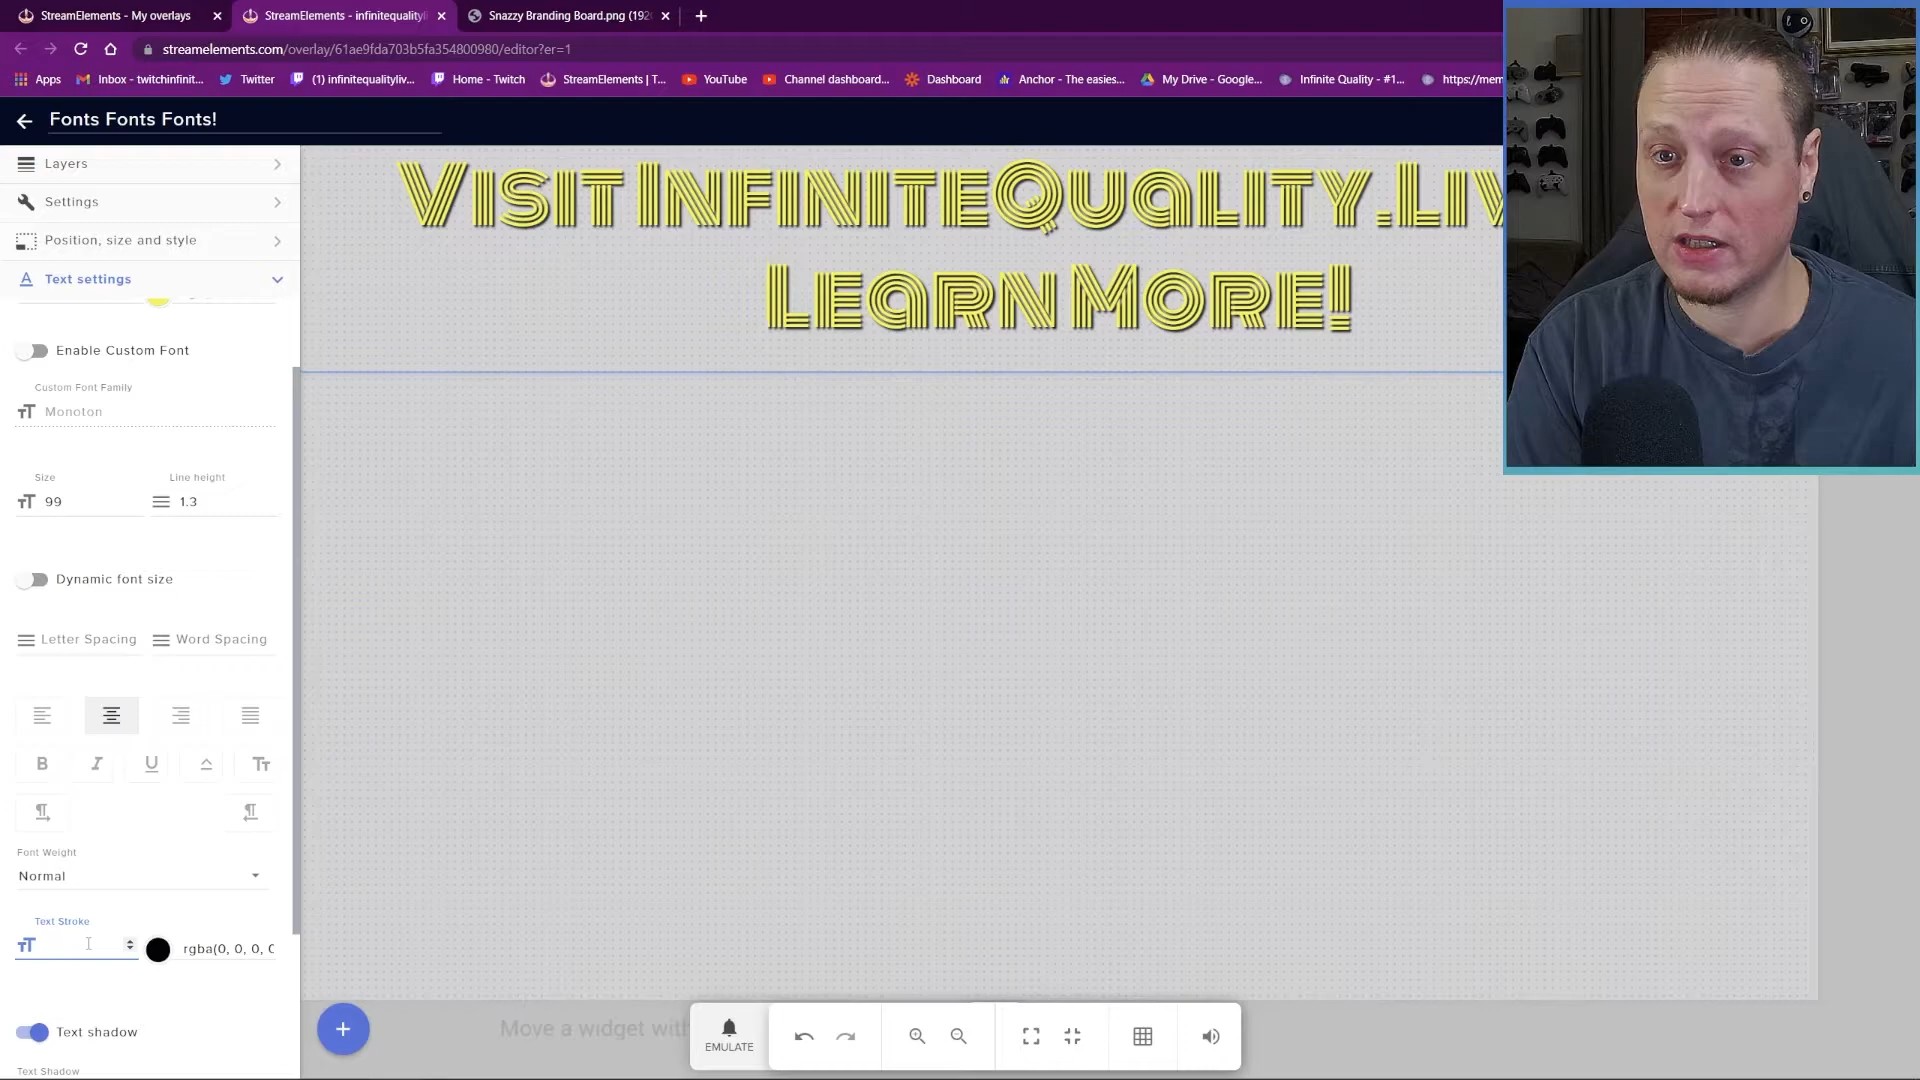 StreamElements - My overlays
StreamElements - infinitequalityl
Snazzy Branding Board.png (192
streamelements.com/overlay/61ae9fda703b5fa354800980/editor?er=1
Apps
Inbox - twitchinfinit...
Twitter
(1) infinitequalityliv...
Home - Twitch
StreamElements | T...
YouTube
Channel dashboard...
Dashboard
Anchor - The easies...
My Drive - Google...
Infinite Quality - #1...
https://mem
Fonts Fonts Fonts!
Layers
Settings
Position, size and style
Text settings
Visit InfiniteQuality.Liv
Learn More!
Enable Custom Font
Custom Font Family
Monoton
Size
Line height
99
1.3
Dynamic font size
Letter Spacing
Word Spacing
Font Weight
Normal
Text Stroke
rgba(0, 0, 0, 0
Text shadow
Text Shadow
Move a widget with
EMULATE